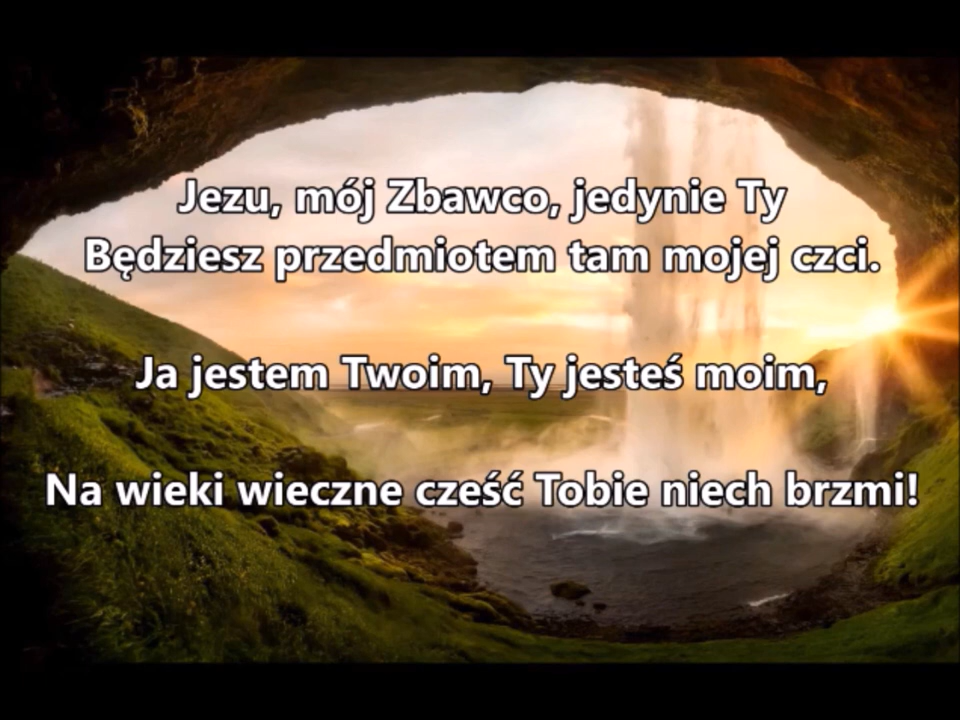 Jezu, mój Zbawco, jedynie Ty
Będziesz przedmiotem tam mojej czci.
Ja jestem Twoim, Ty jesteś moim,
Na wieki wieczne cześć Tobie niech brzmi!